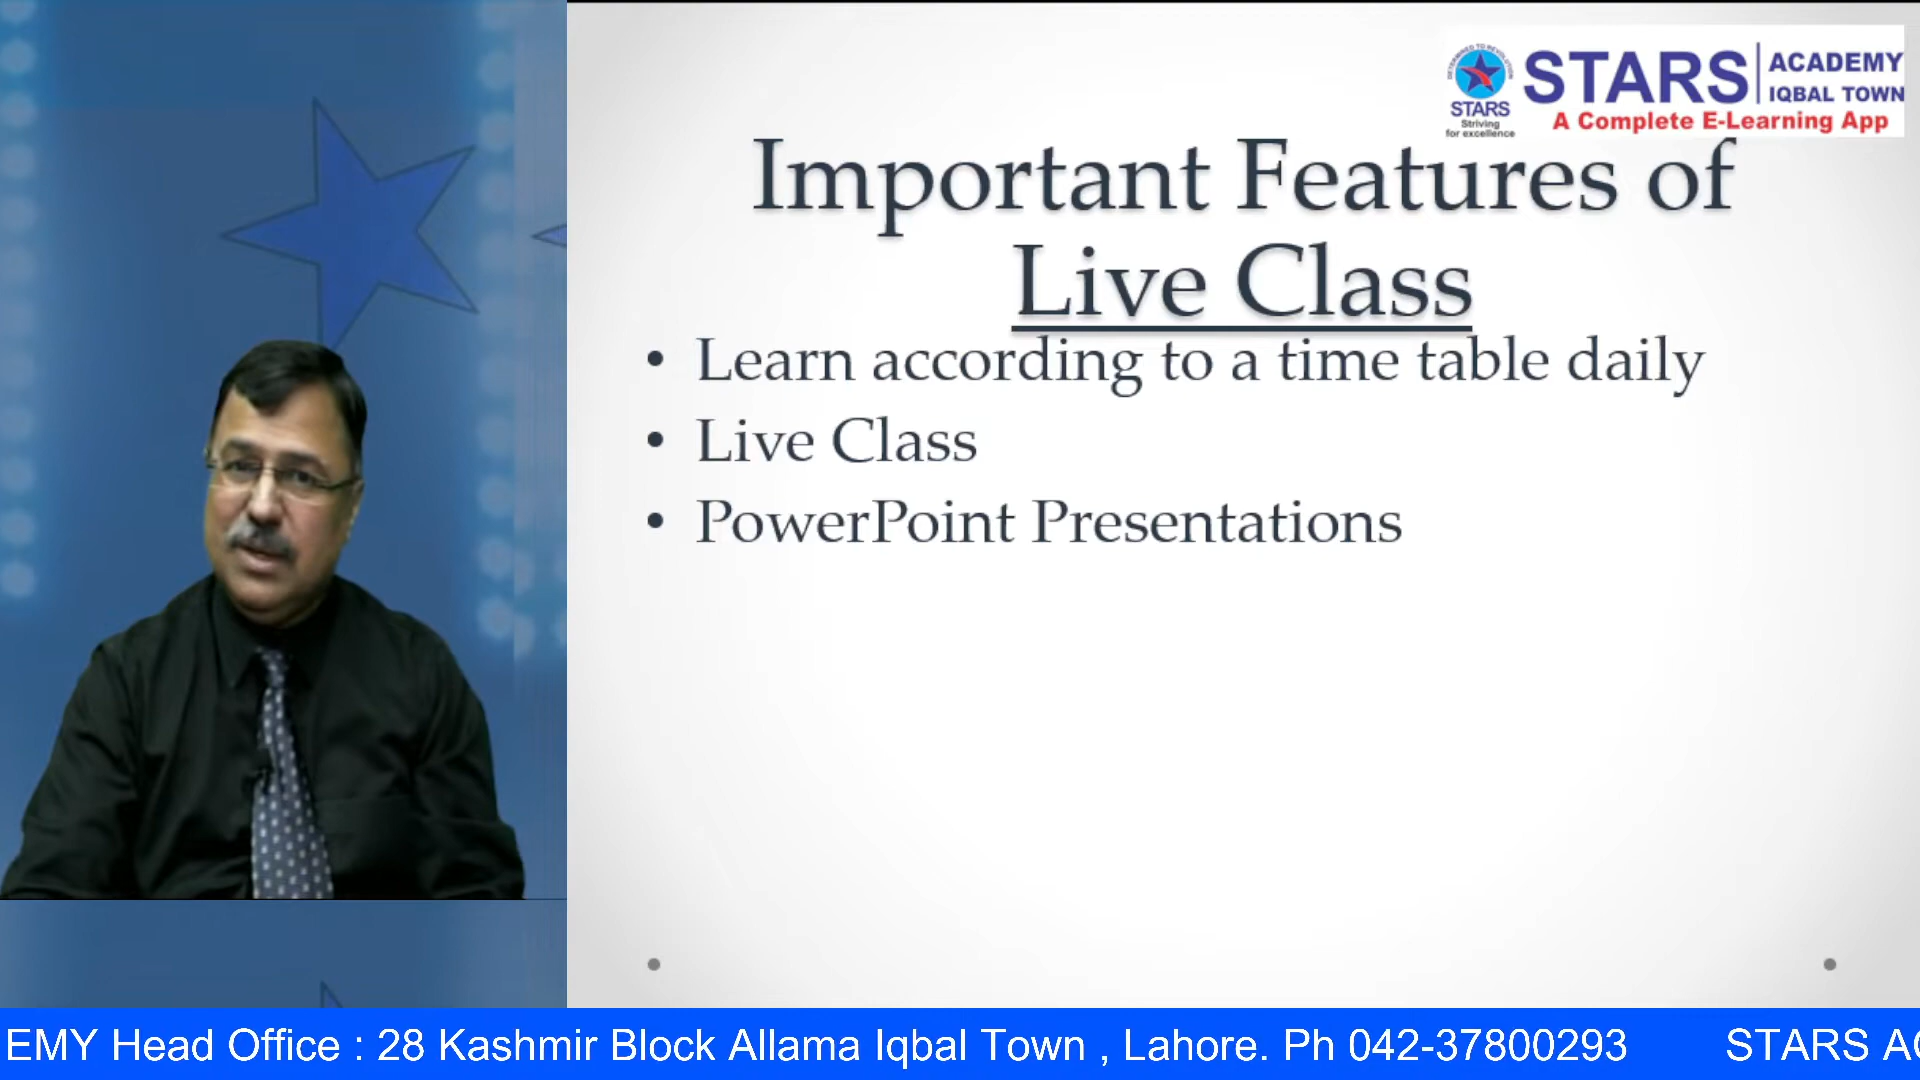 STARS
Striving
for excellence
STARS
ACADEMY
IQBAL TOWN
A Complete E-Learning App
Important Features of
Live Class
• Learn according to a time table daily
• Live Class
• PowerPoint Presentations
EMY Head Office : 28 Kashmir Block Allama Iqbal Town , Lahore. Ph 042-37800293 STARS AC